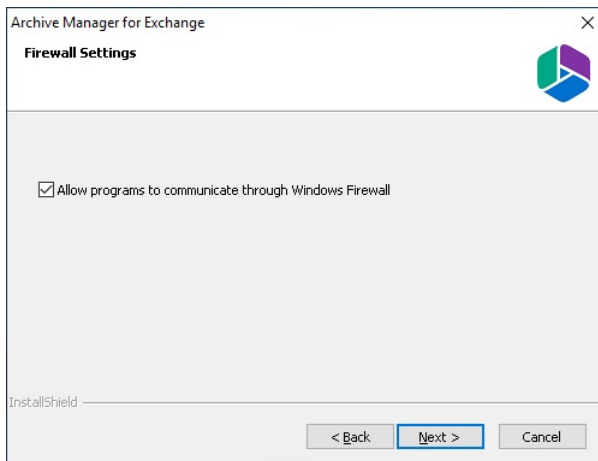 Archive Manager for Exchange
Firewall Settings
Allow programs to communicate through Windows Firewall
InstallShield
< Back
Next >
Cancel